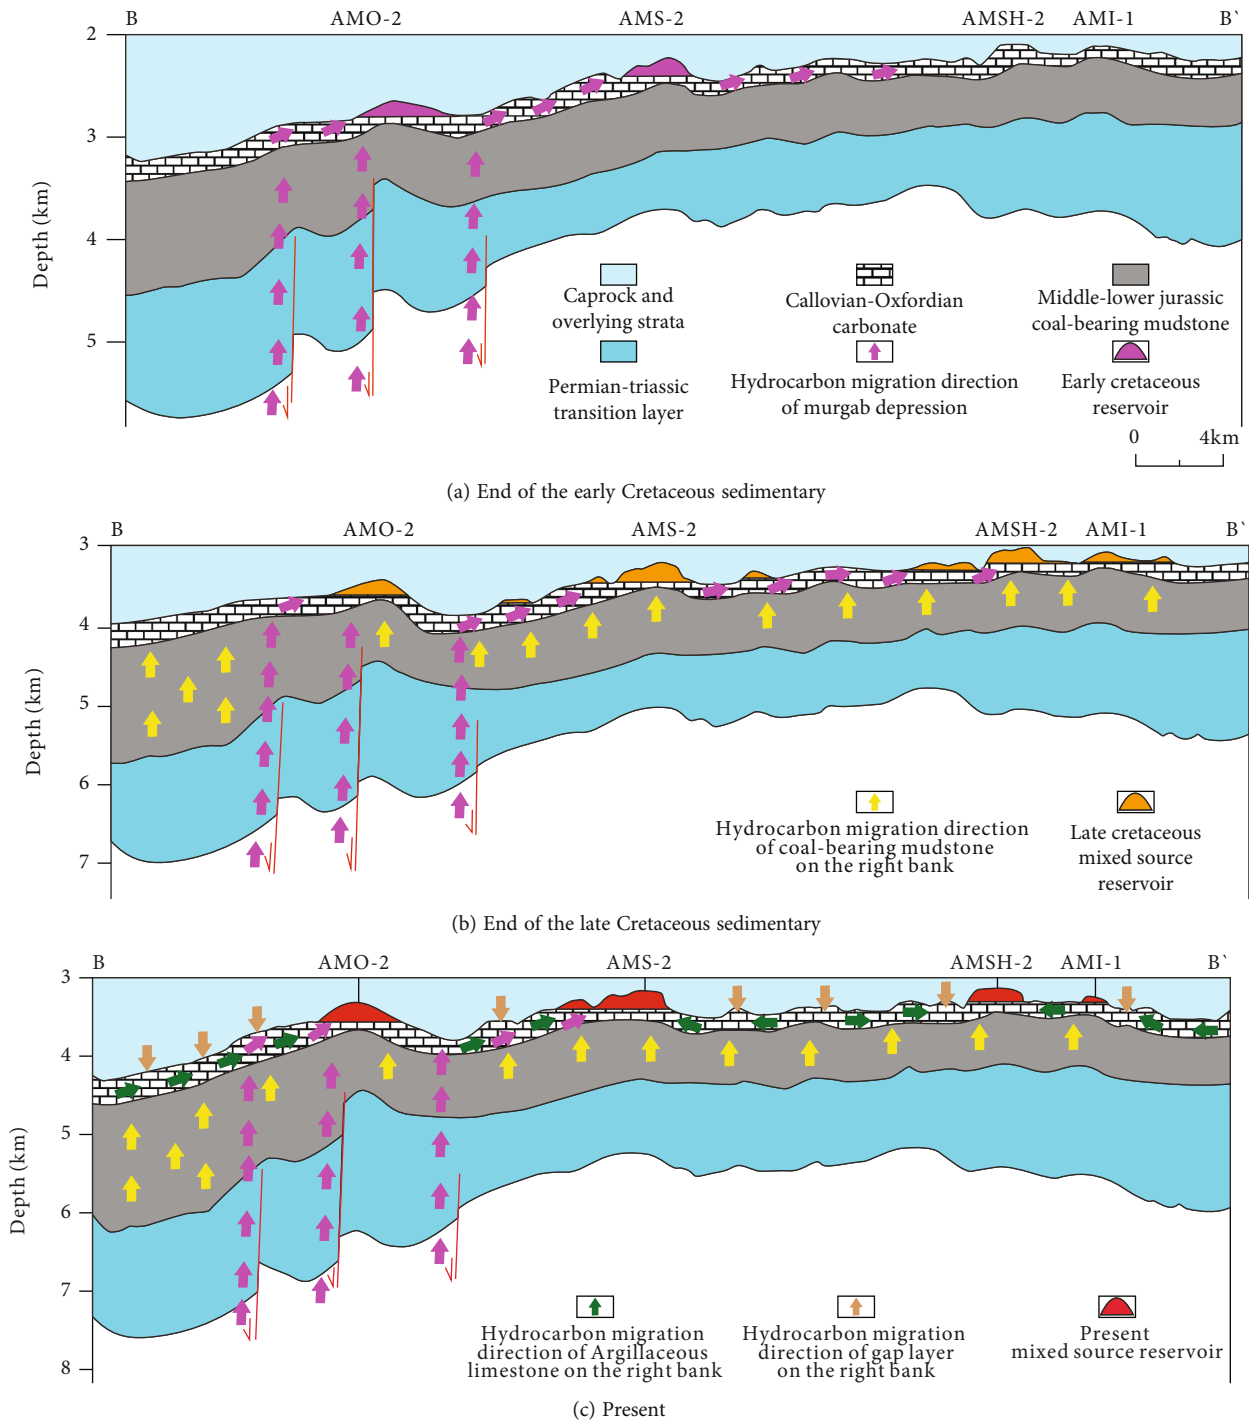 B AMO-2 AMS-2 AMSH-2 AMI-1 B`
2
3
4
5
Depth (km)
Caprock and
overlying strata
Callovian-Oxfordian
carbonate
Middle-lower jurassic
coal-bearing mudstone
Permian-triassic
transition layer
Hydrocarbon migration direction
of murgab depression
Early cretaceous
reservoir
0 4km
(a) End of the early Cretaceous sedimentary
B AMO-2 AMS-2 AMSH-2 AMI-1 B`
3
4
5
6
7
Depth (km)
Hydrocarbon migration direction
of coal-bearing mudstone
on the right bank
Late cretaceous
mixed source
reservoir
(b) End of the late Cretaceous sedimentary
B AMO-2 AMS-2 AMSH-2 AMI-1 B`
3
4
5
6
7
8
Depth (km)
Hydrocarbon migration
direction of Argillaceous
limestone on the right bank
Hydrocarbon migration
direction of gap layer
on the right bank
Present
mixed source reservoir
(c) Present